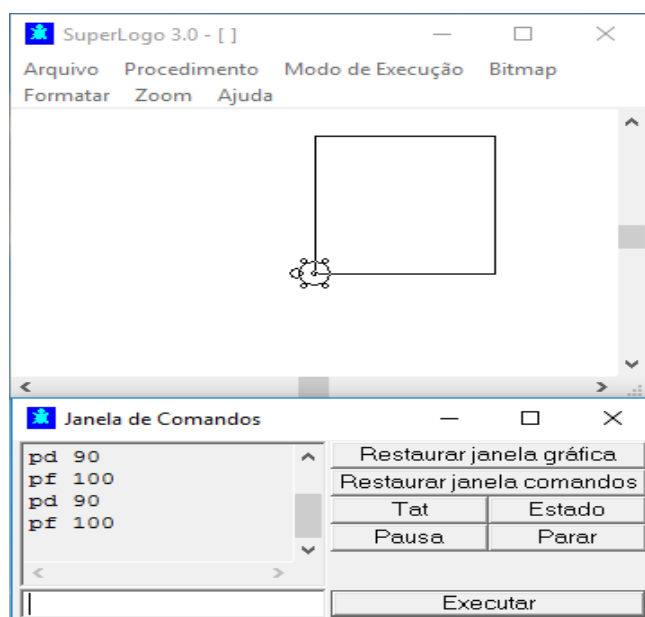 SuperLogo 3.0 - [ ]
Arquivo Procedimento Modo de Execução Bitmap
Formatar Zoom Ajuda
Janela de Comandos
pd 90
pf 100
pd 90
pf 100
Restaurar janela gráfica
Restaurar janela comandos
Tat Estado
Pausa Parar
Executar